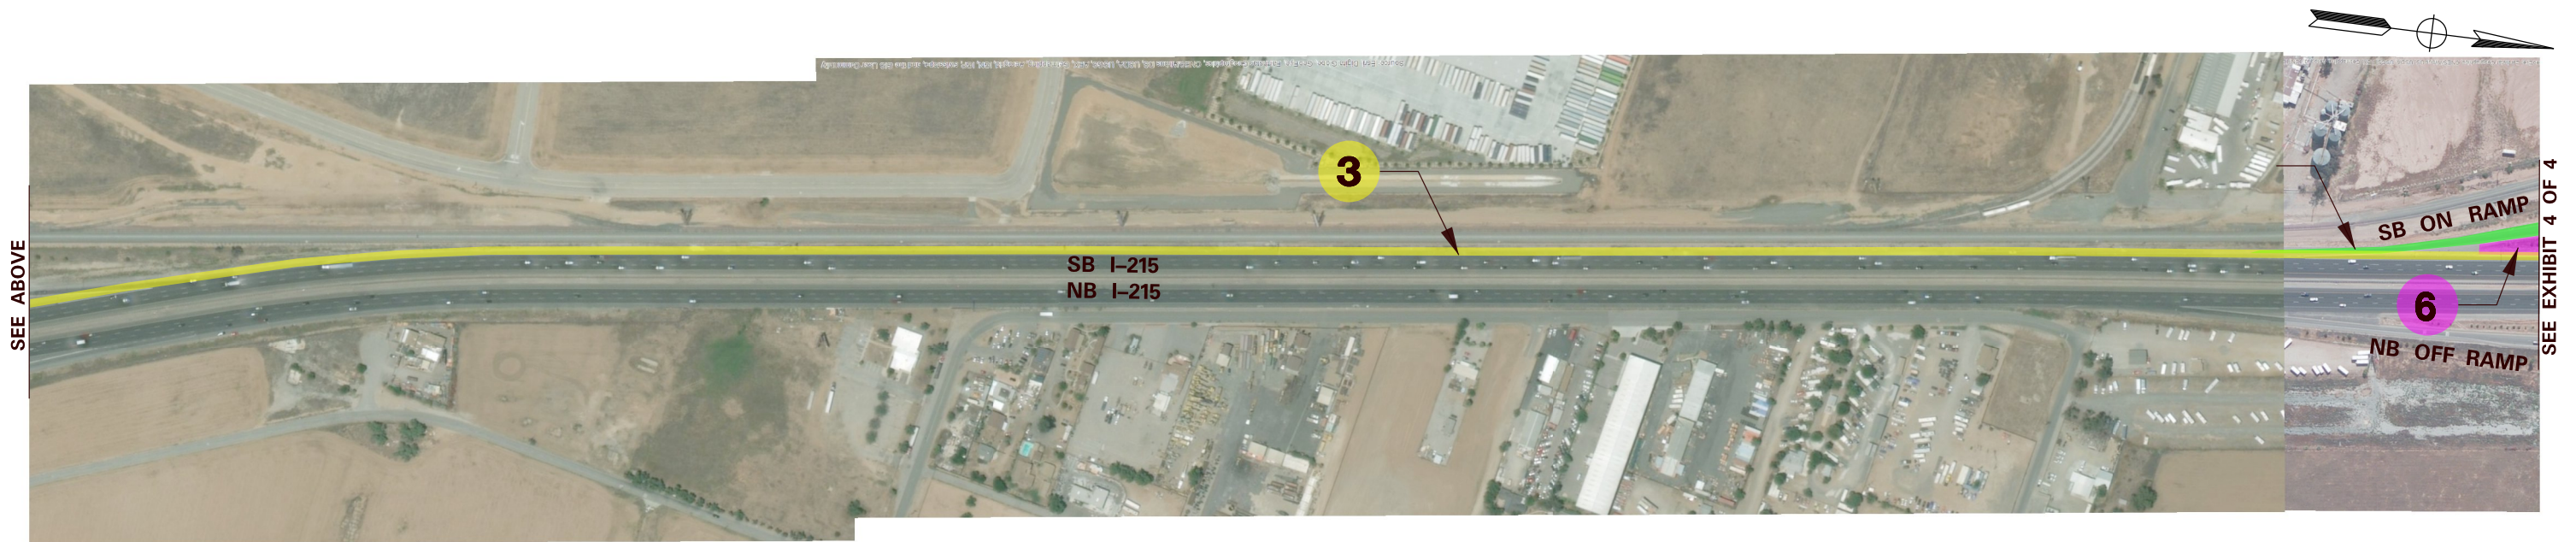 3
SB ON RAMP
SB I–215
NB I–215
6
NB OFF RAMP
SEE ABOVE
SEE EXHIBIT 4 OF 4